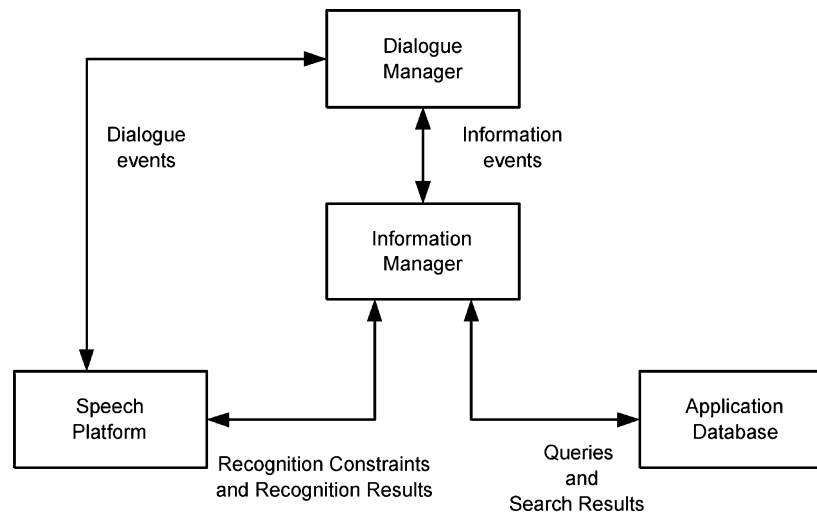 Dialogue
Manager
Dialogue
events
Information
events
Information
Manager
Speech
Platform
Application
Database
Recognition Constraints
and Recognition Results
Queries
and
Search Results